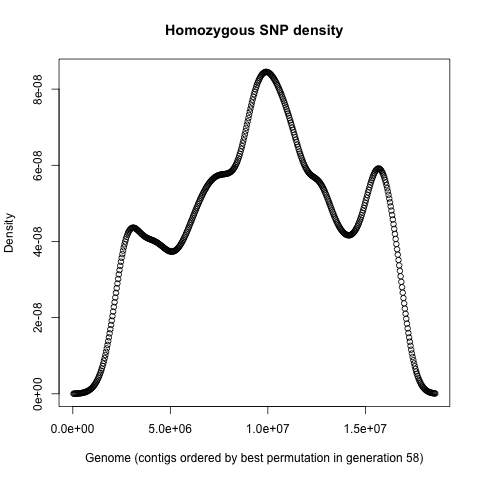 Homozygous SNP density
Density
8e-08
6e-08
4e-08
2e-08
0e+00
0.0e+00 5.0e+06 1.0e+07 1.5e+07
Genome (contigs ordered by best permutation in generation 58)